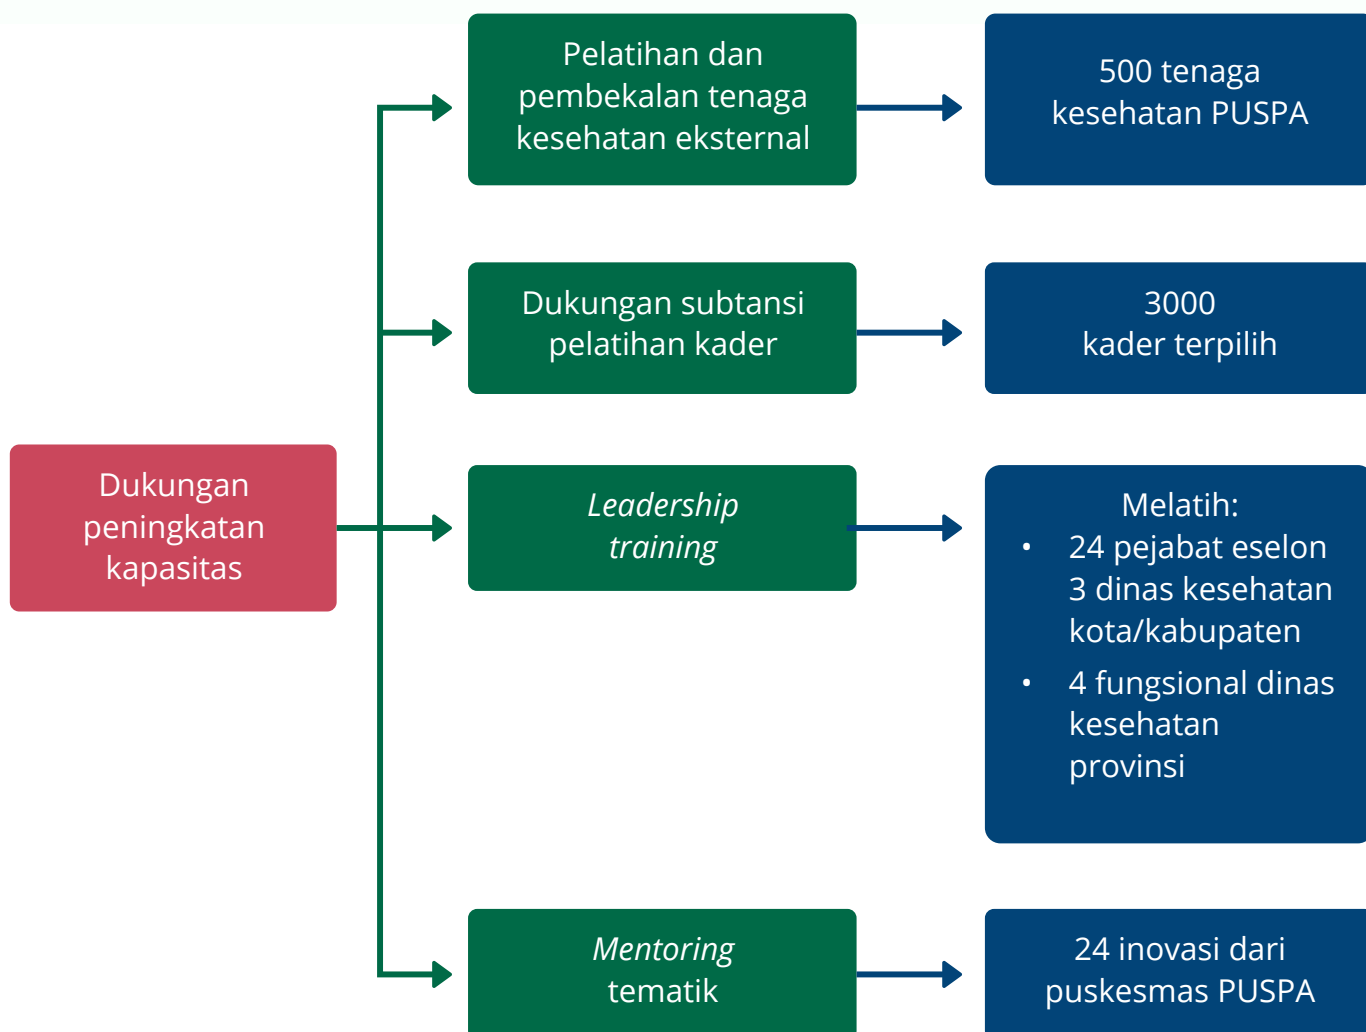 Pelatihan dan
pembekalan tenaga
kesehatan eksternal
500 tenaga
kesehatan PUSPA
Dukungan subtansi
pelatihan kader
3000
kader terpilih
Dukungan
peningkatan
kapasitas
Leadership
training
Melatih:
• 24 pejabat eselon
3 dinas kesehatan
kota/kabupaten
• 4 fungsional dinas
kesehatan
provinsi
Mentoring
tematik
24 inovasi dari
puskesmas PUSPA